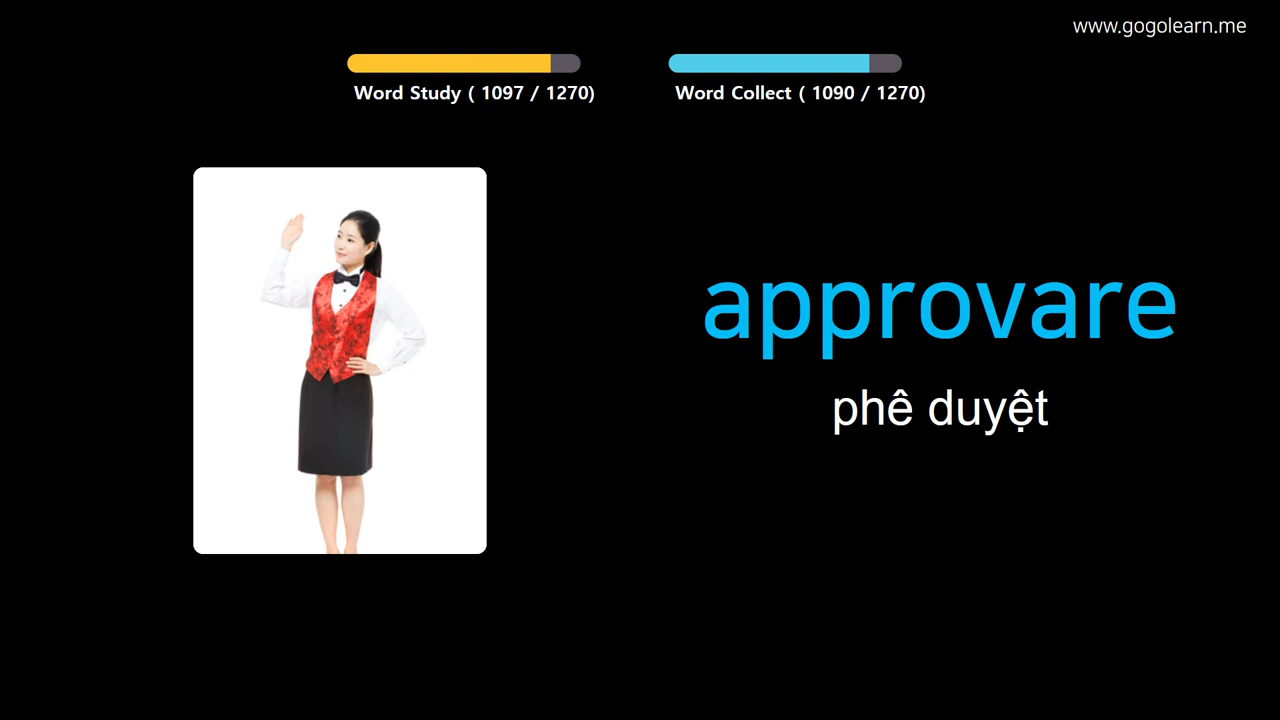 www.gogolearn.me
Word Study ( 1097 / 1270)
Word Collect ( 1090 / 1270)
approvare
phê duyệt